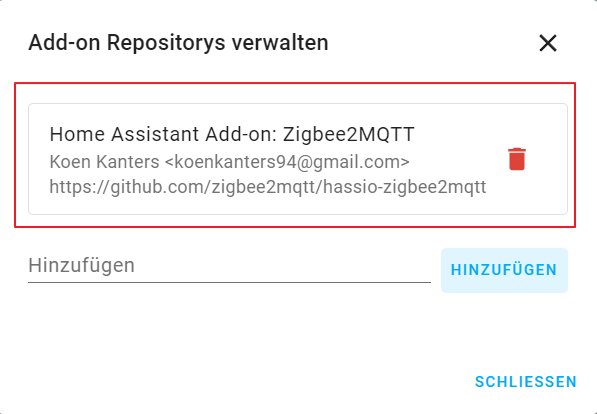 Add-on Repositorys verwalten
Home Assistant Add-on: Zigbee2MQTT
Koen Kanters <koenkanters94@gmail.com>
https://github.com/zigbee2mqtt/hassio-zigbee2mqtt
Hinzufügen
HINZUFÜGEN
SCHLIESSEN